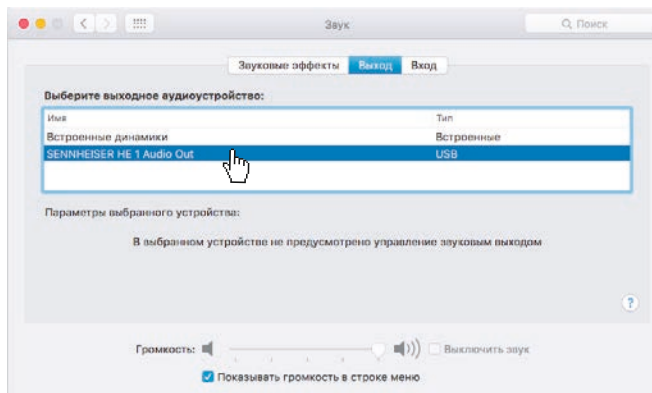 Звук
Поиск
Звуковые эффекты Выход Вход
Выберите выходное аудиоустройство:
Имя Тип
Встроенные динамики Встроенные
SENNHEISER HE 1 Audio Out USB
Параметры выбранного устройства:
В выбранном устройстве не предусмотрено управление звуковым выходом
?
Громкость: Выключить звук
Показывать громкость в строке меню